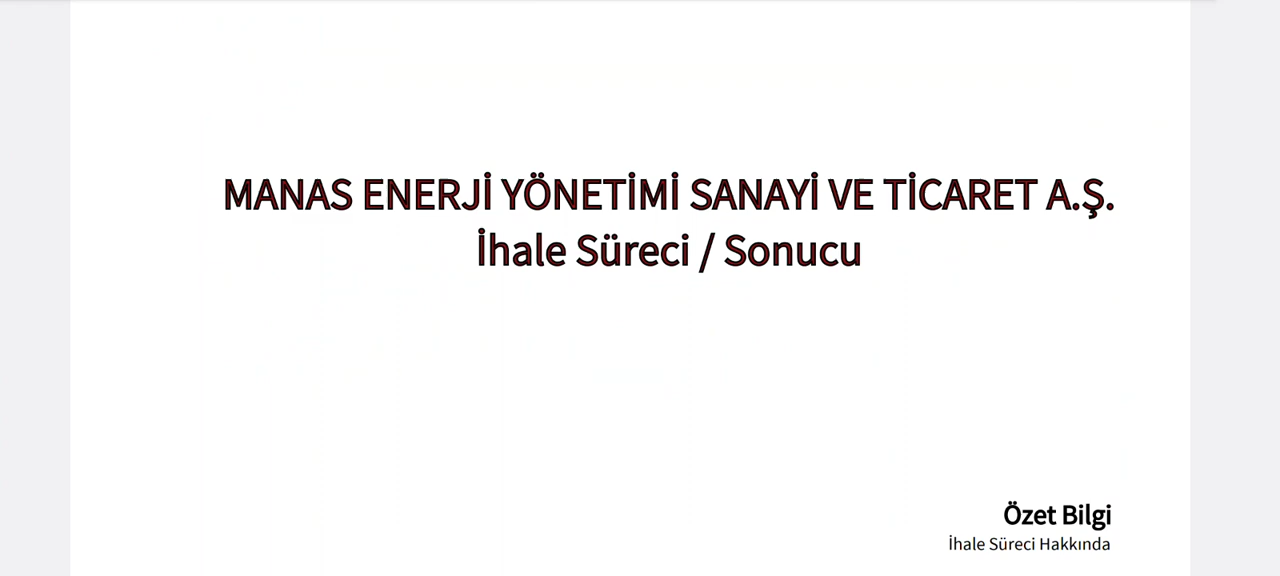 MANAS ENERJİ YÖNETİMİ SANAYİ VE TİCARET A.Ş.
İhale Süreci / Sonucu
Özet Bilgi
İhale Süreci Hakkında